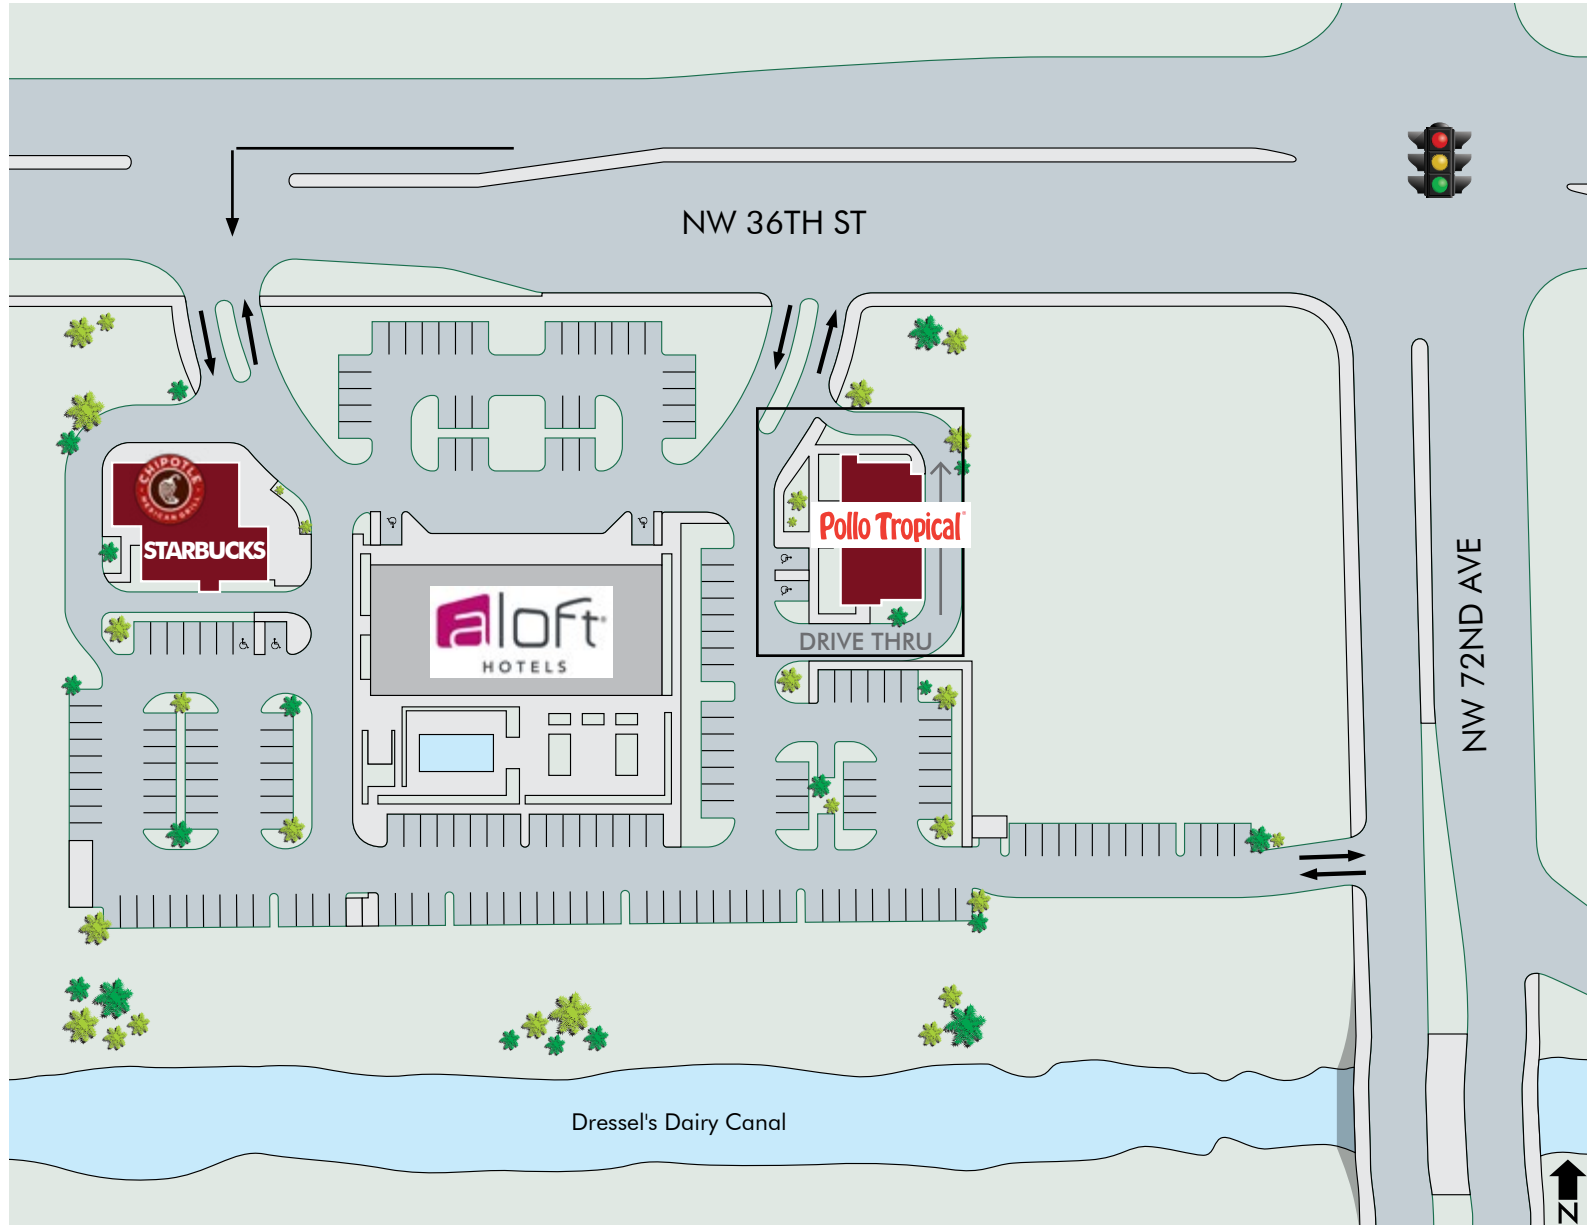 NW 36TH ST
CHIPOTLE
MEXICAN GRILL
STARBUCKS
Pollo Tropical
aloft
HOTELS
DRIVE THRU
NW 72ND AVE
Dressel's Dairy Canal
N